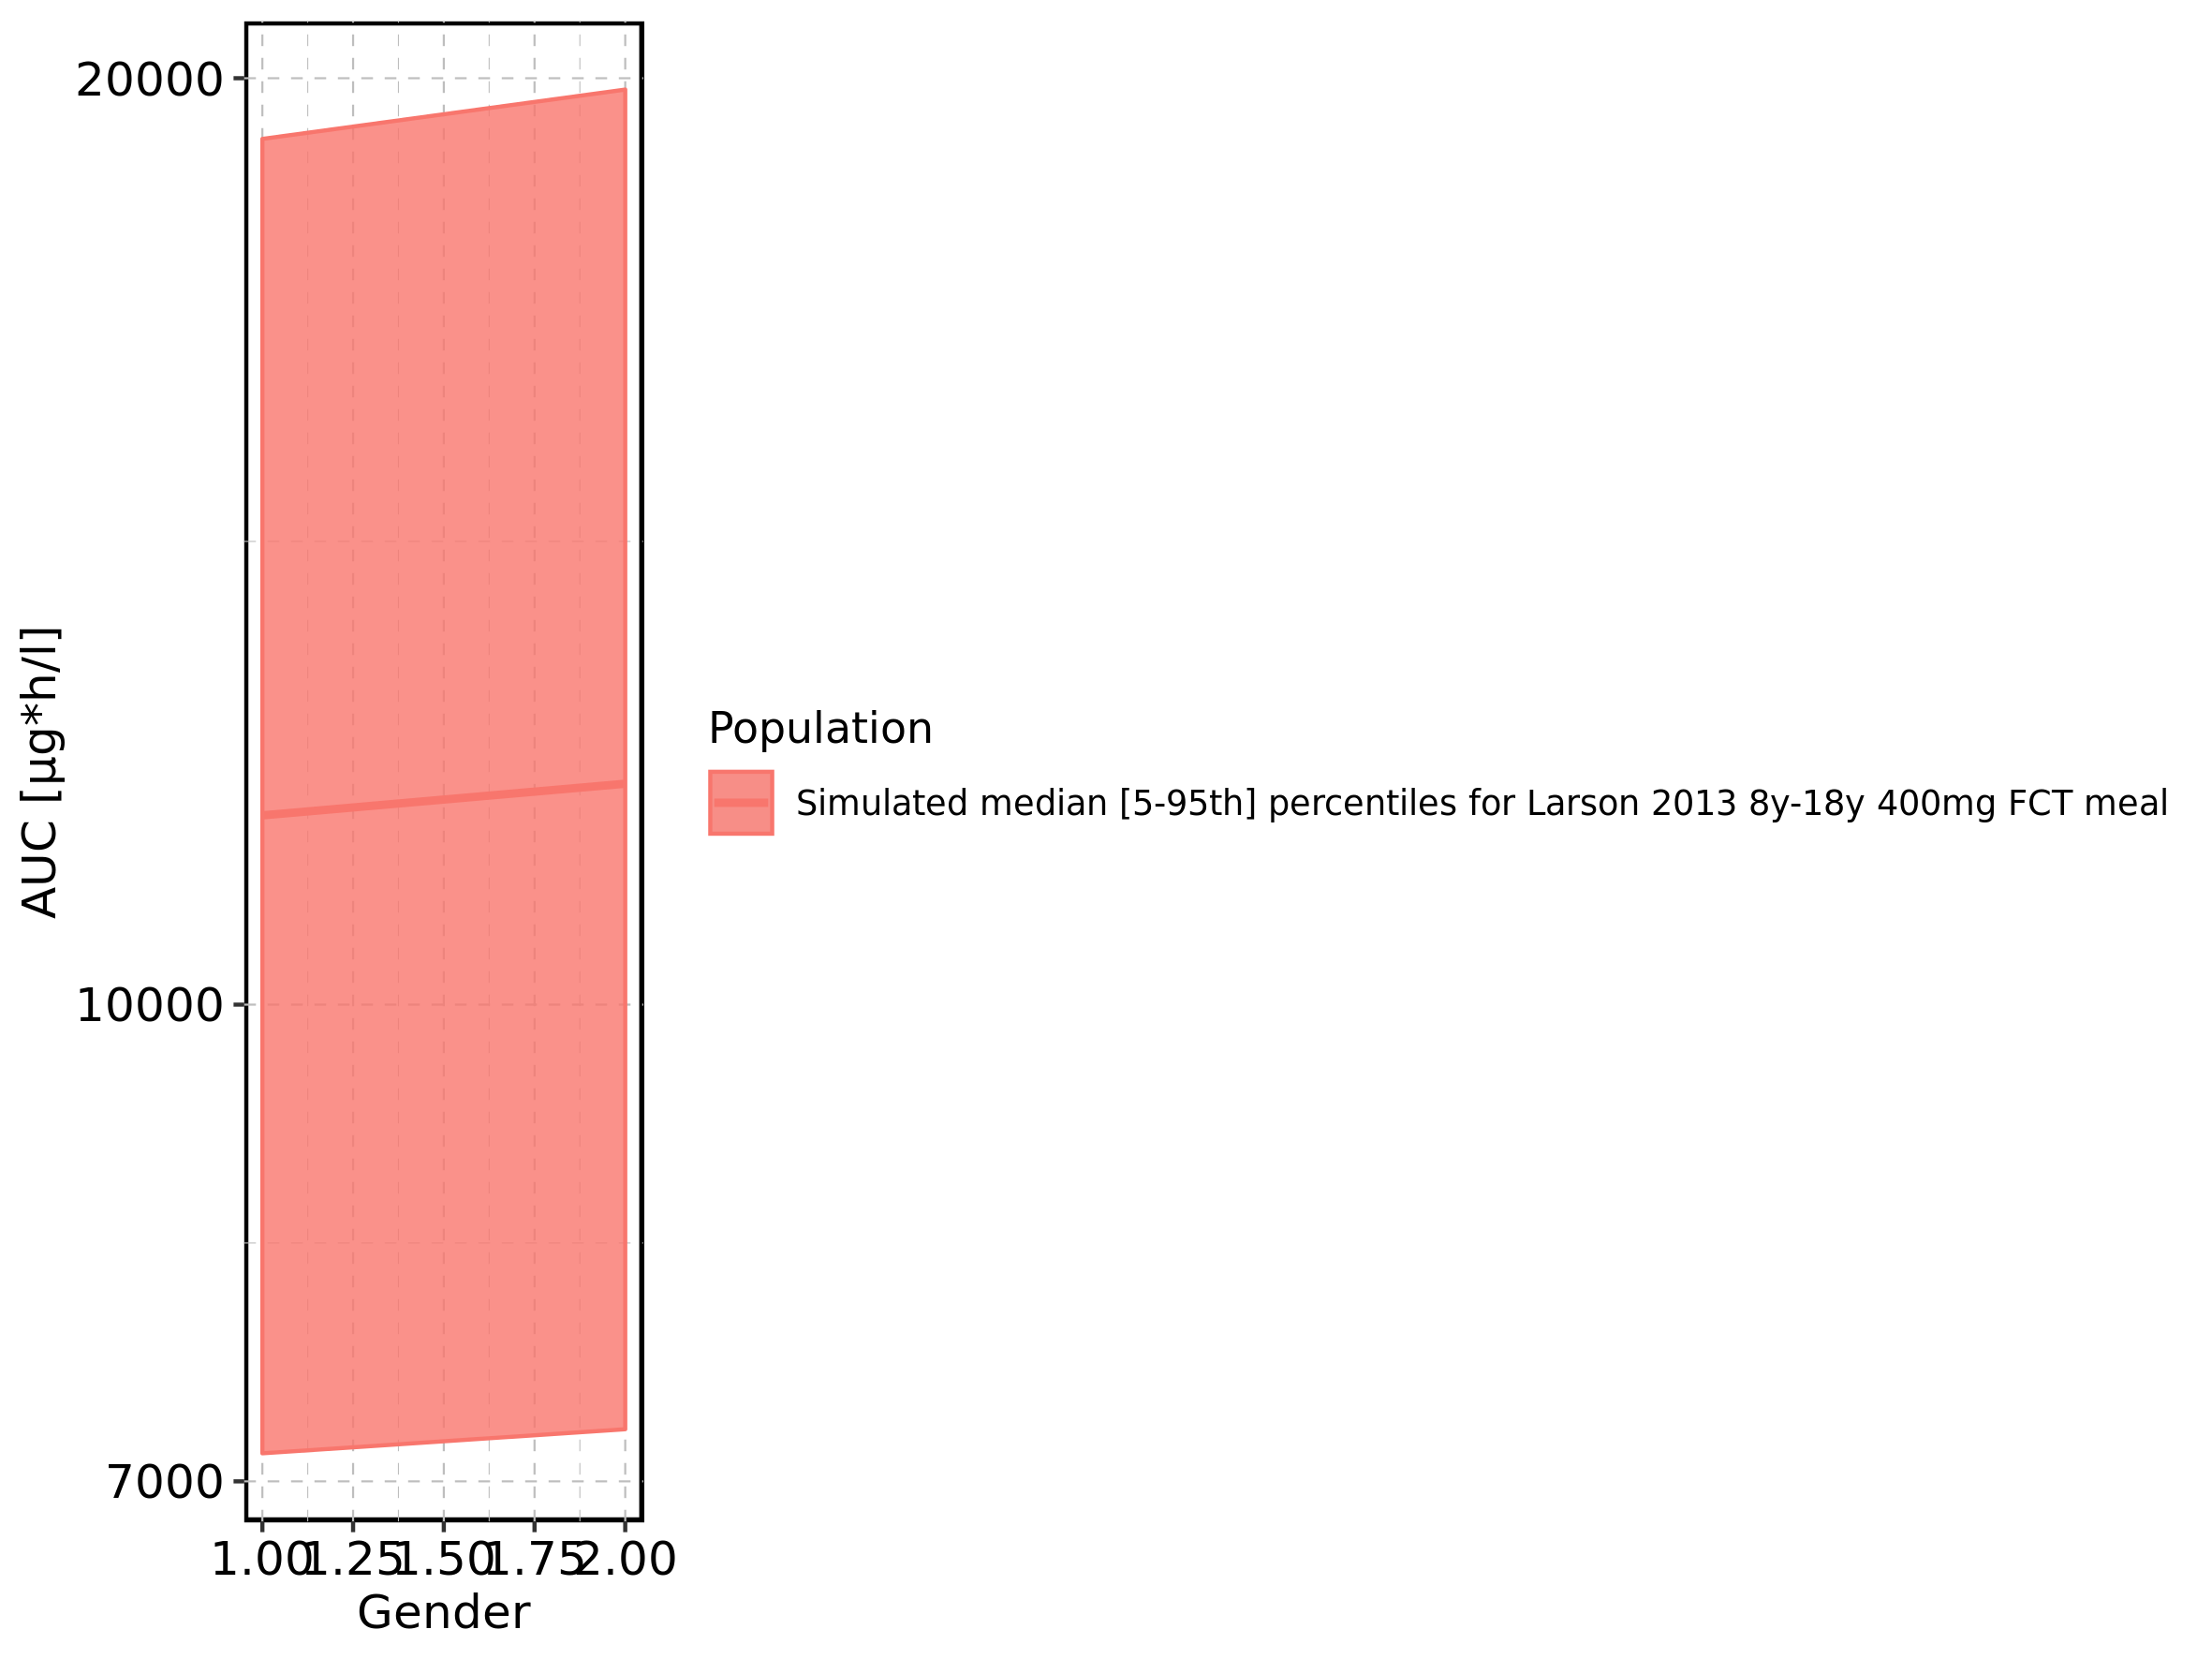 20000
10000
7000
AUC [µg*h/l]
1.00 1.25 1.50 1.75 2.00
Gender
Population
Simulated median [5-95th] percentiles for Larson 2013 8y-18y 400mg FCT meal